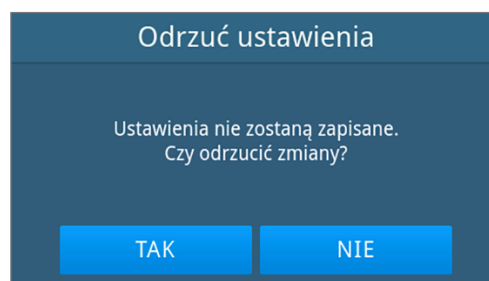 Odrzuć ustawienia
Ustawienia nie zostaną zapisane.
Czy odrzucić zmiany?
TAK
NIE